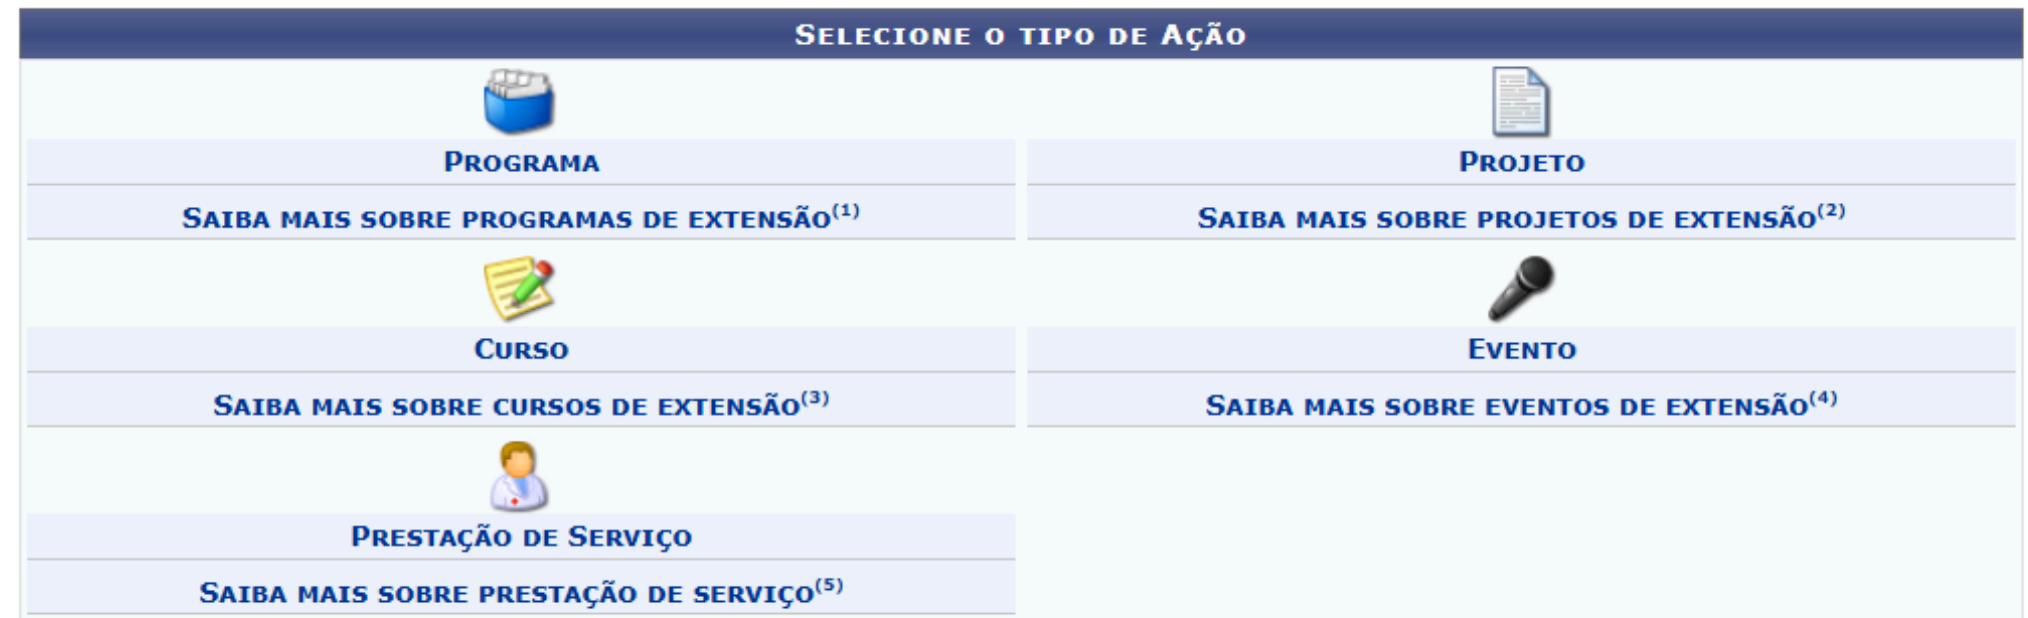 Selecione o tipo de Ação
Programa
Projeto
Saiba mais sobre programas de extensão(1)
Saiba mais sobre projetos de extensão(2)
Curso
Evento
Saiba mais sobre cursos de extensão(3)
Saiba mais sobre eventos de extensão(4)
Prestação de Serviço
Saiba mais sobre prestação de serviço(5)